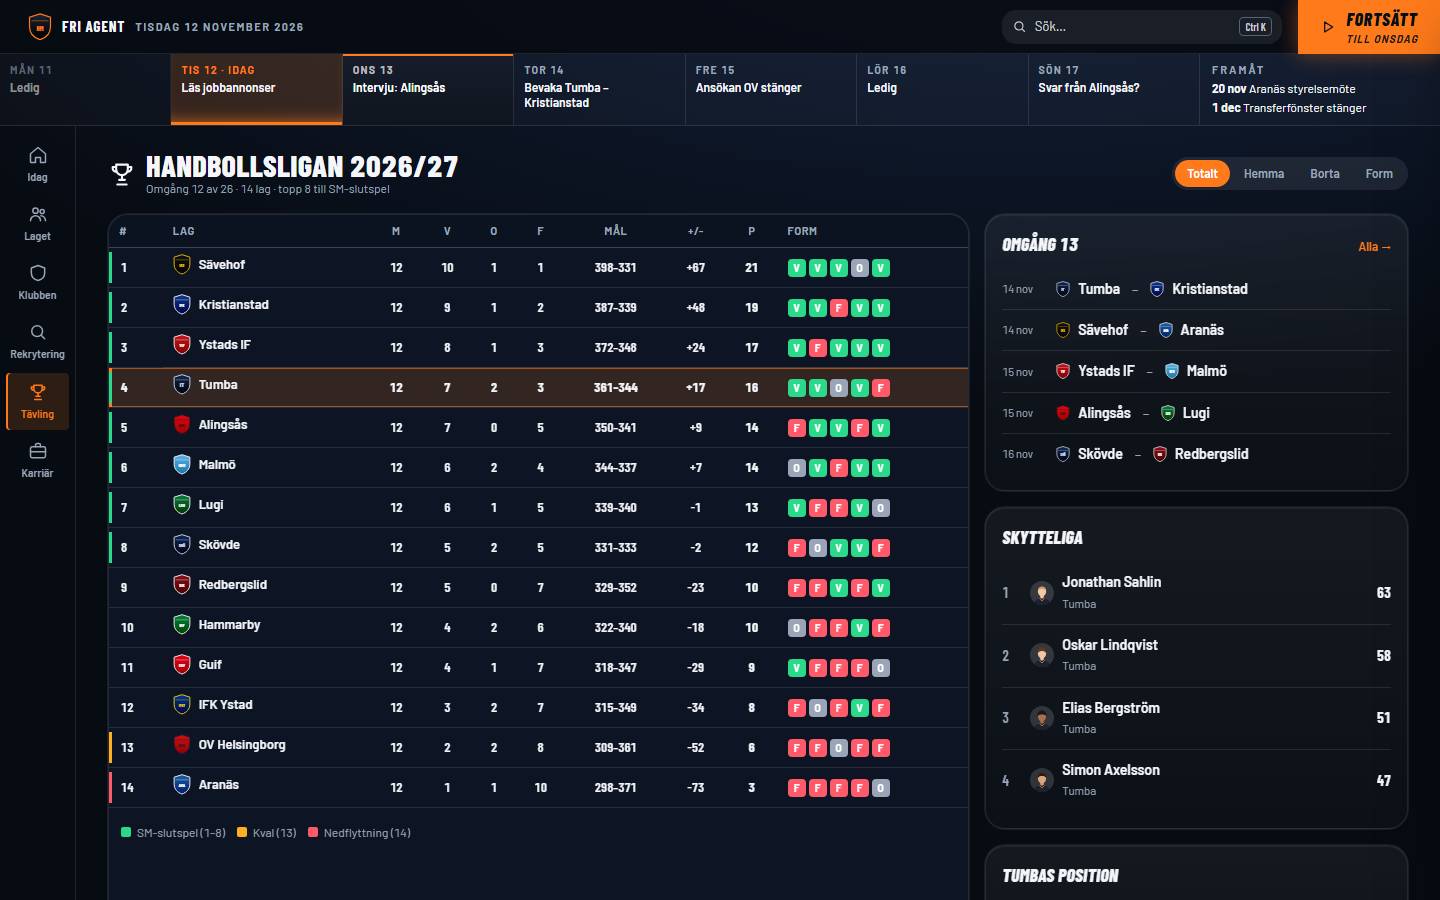 FRI AGENT TISDAG 12 NOVEMBER 2026
Sök... Ctrl K
FORTSÄTT
TILL ONSDAG
MÅN 11
Ledig
TIS 12 · IDAG
Läs jobbannonser
ONS 13
Intervju: Alingsås
TOR 14
Bevaka Tumba –
Kristianstad
FRE 15
Ansökan OV stänger
LÖR 16
Ledig
SÖN 17
Svar från Alingsås?
FRAMÅT
20 nov Aranäs styrelsemöte
1 dec Transferfönster stänger
Idag
Laget
Klubben
Rekrytering
Tävling
Karriär
HANDBOLLSLIGAN 2026/27
Omgång 12 av 26 · 14 lag · topp 8 till SM-slutspel
Totalt Hemma Borta Form
# LAG M V O F MÅL +/- P FORM
1 Sävehof 12 10 1 1 398–331 +67 21 V V V O V
2 Kristianstad 12 9 1 2 387–339 +48 19 V V F V V
3 Ystads IF 12 8 1 3 372–348 +24 17 V F V V V
4 Tumba 12 7 2 3 361–344 +17 16 V V O V F
5 Alingsås 12 7 0 5 350–341 +9 14 F V V F V
6 Malmö 12 6 2 4 344–337 +7 14 O V F V V
7 Lugi 12 6 1 5 339–340 -1 13 V F F V O
8 Skövde 12 5 2 5 331–333 -2 12 F O V V F
9 Redbergslid 12 5 0 7 329–352 -23 10 F F V F V
10 Hammarby 12 4 2 6 322–340 -18 10 O F F V F
11 Guif 12 4 1 7 318–347 -29 9 V F F F O
12 IFK Ystad 12 3 2 7 315–349 -34 8 F O F V F
13 OV Helsingborg 12 2 2 8 309–361 -52 6 F F O F F
14 Aranäs 12 1 1 10 298–371 -73 3 F F F F O
SM-slutspel (1–8) Kval (13) Nedflyttning (14)
OMGÅNG 13 Alla →
14 nov Tumba – Kristianstad
14 nov Sävehof – Aranäs
15 nov Ystads IF – Malmö
15 nov Alingsås – Lugi
16 nov Skövde – Redbergslid
SKYTTELIGA
1 Jonathan Sahlin 63
Tumba
2 Oskar Lindqvist 58
Tumba
3 Elias Bergström 51
Tumba
4 Simon Axelsson 47
Tumba
TUMBAS POSITION